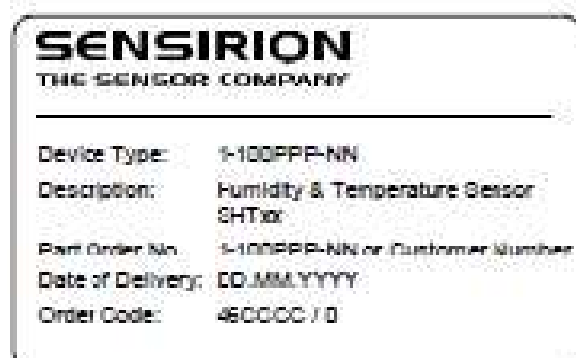 SENSIRION
THE SENSOR COMPANY
Device Type: 1-100PPP-NN
Description: Humidity & Temperature Sensor
SHTxx
Part Order No. 1-100PPP-NN or Customer Number
Date of Delivery: DD.MM.YYYY
Order Code: 46CCCC / 0